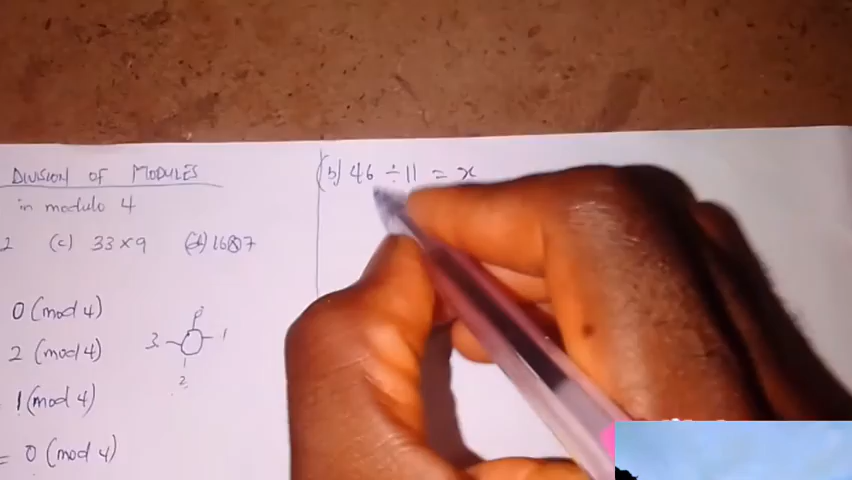 DIVISION OF MODULES
in modulo 4
2 (c) 33 × 9 (d) 16 ⊗ 7
0 (mod 4)
2 (mod 4)
1 (mod 4)
= 0 (mod 4)
3 1
2
(b) 46 ÷ 11 = x